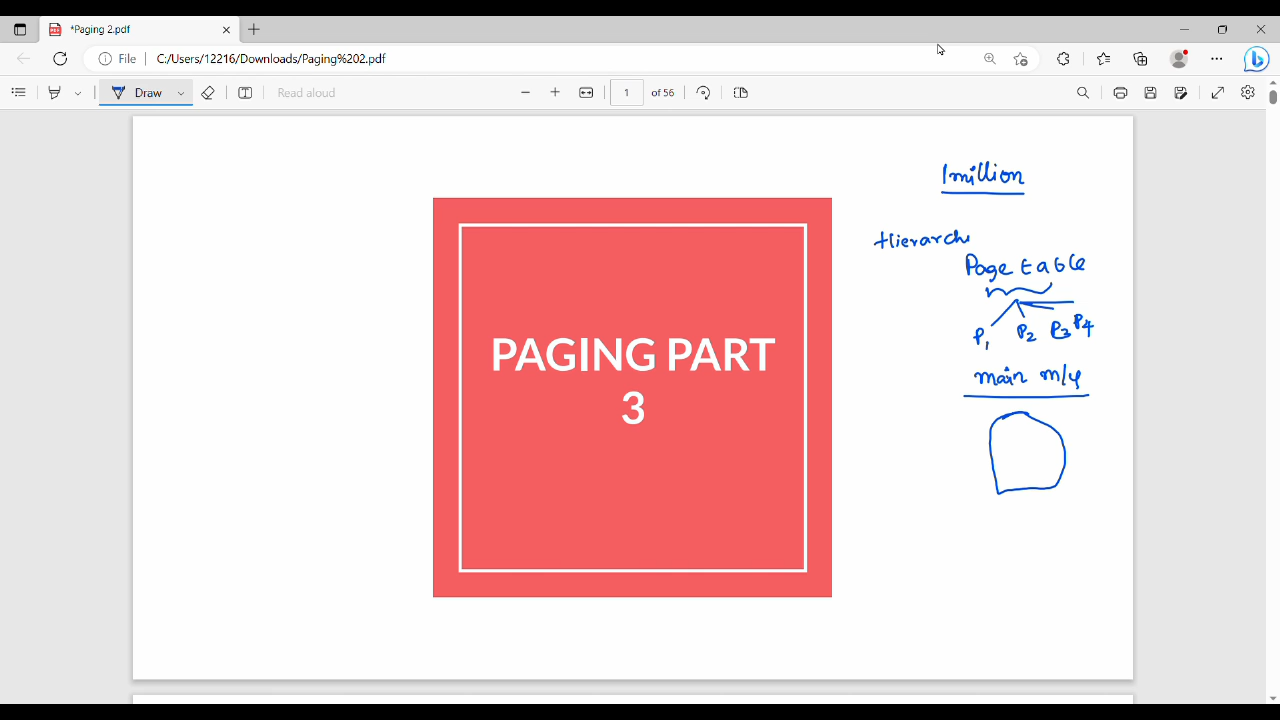 *Paging 2.pdf
File
C:/Users/12216/Downloads/Paging%202.pdf
Draw
Read aloud
1 of 56
PAGING PART
3
1million
Hierarch
Page table
P1 P2 P3 P4
main m/y